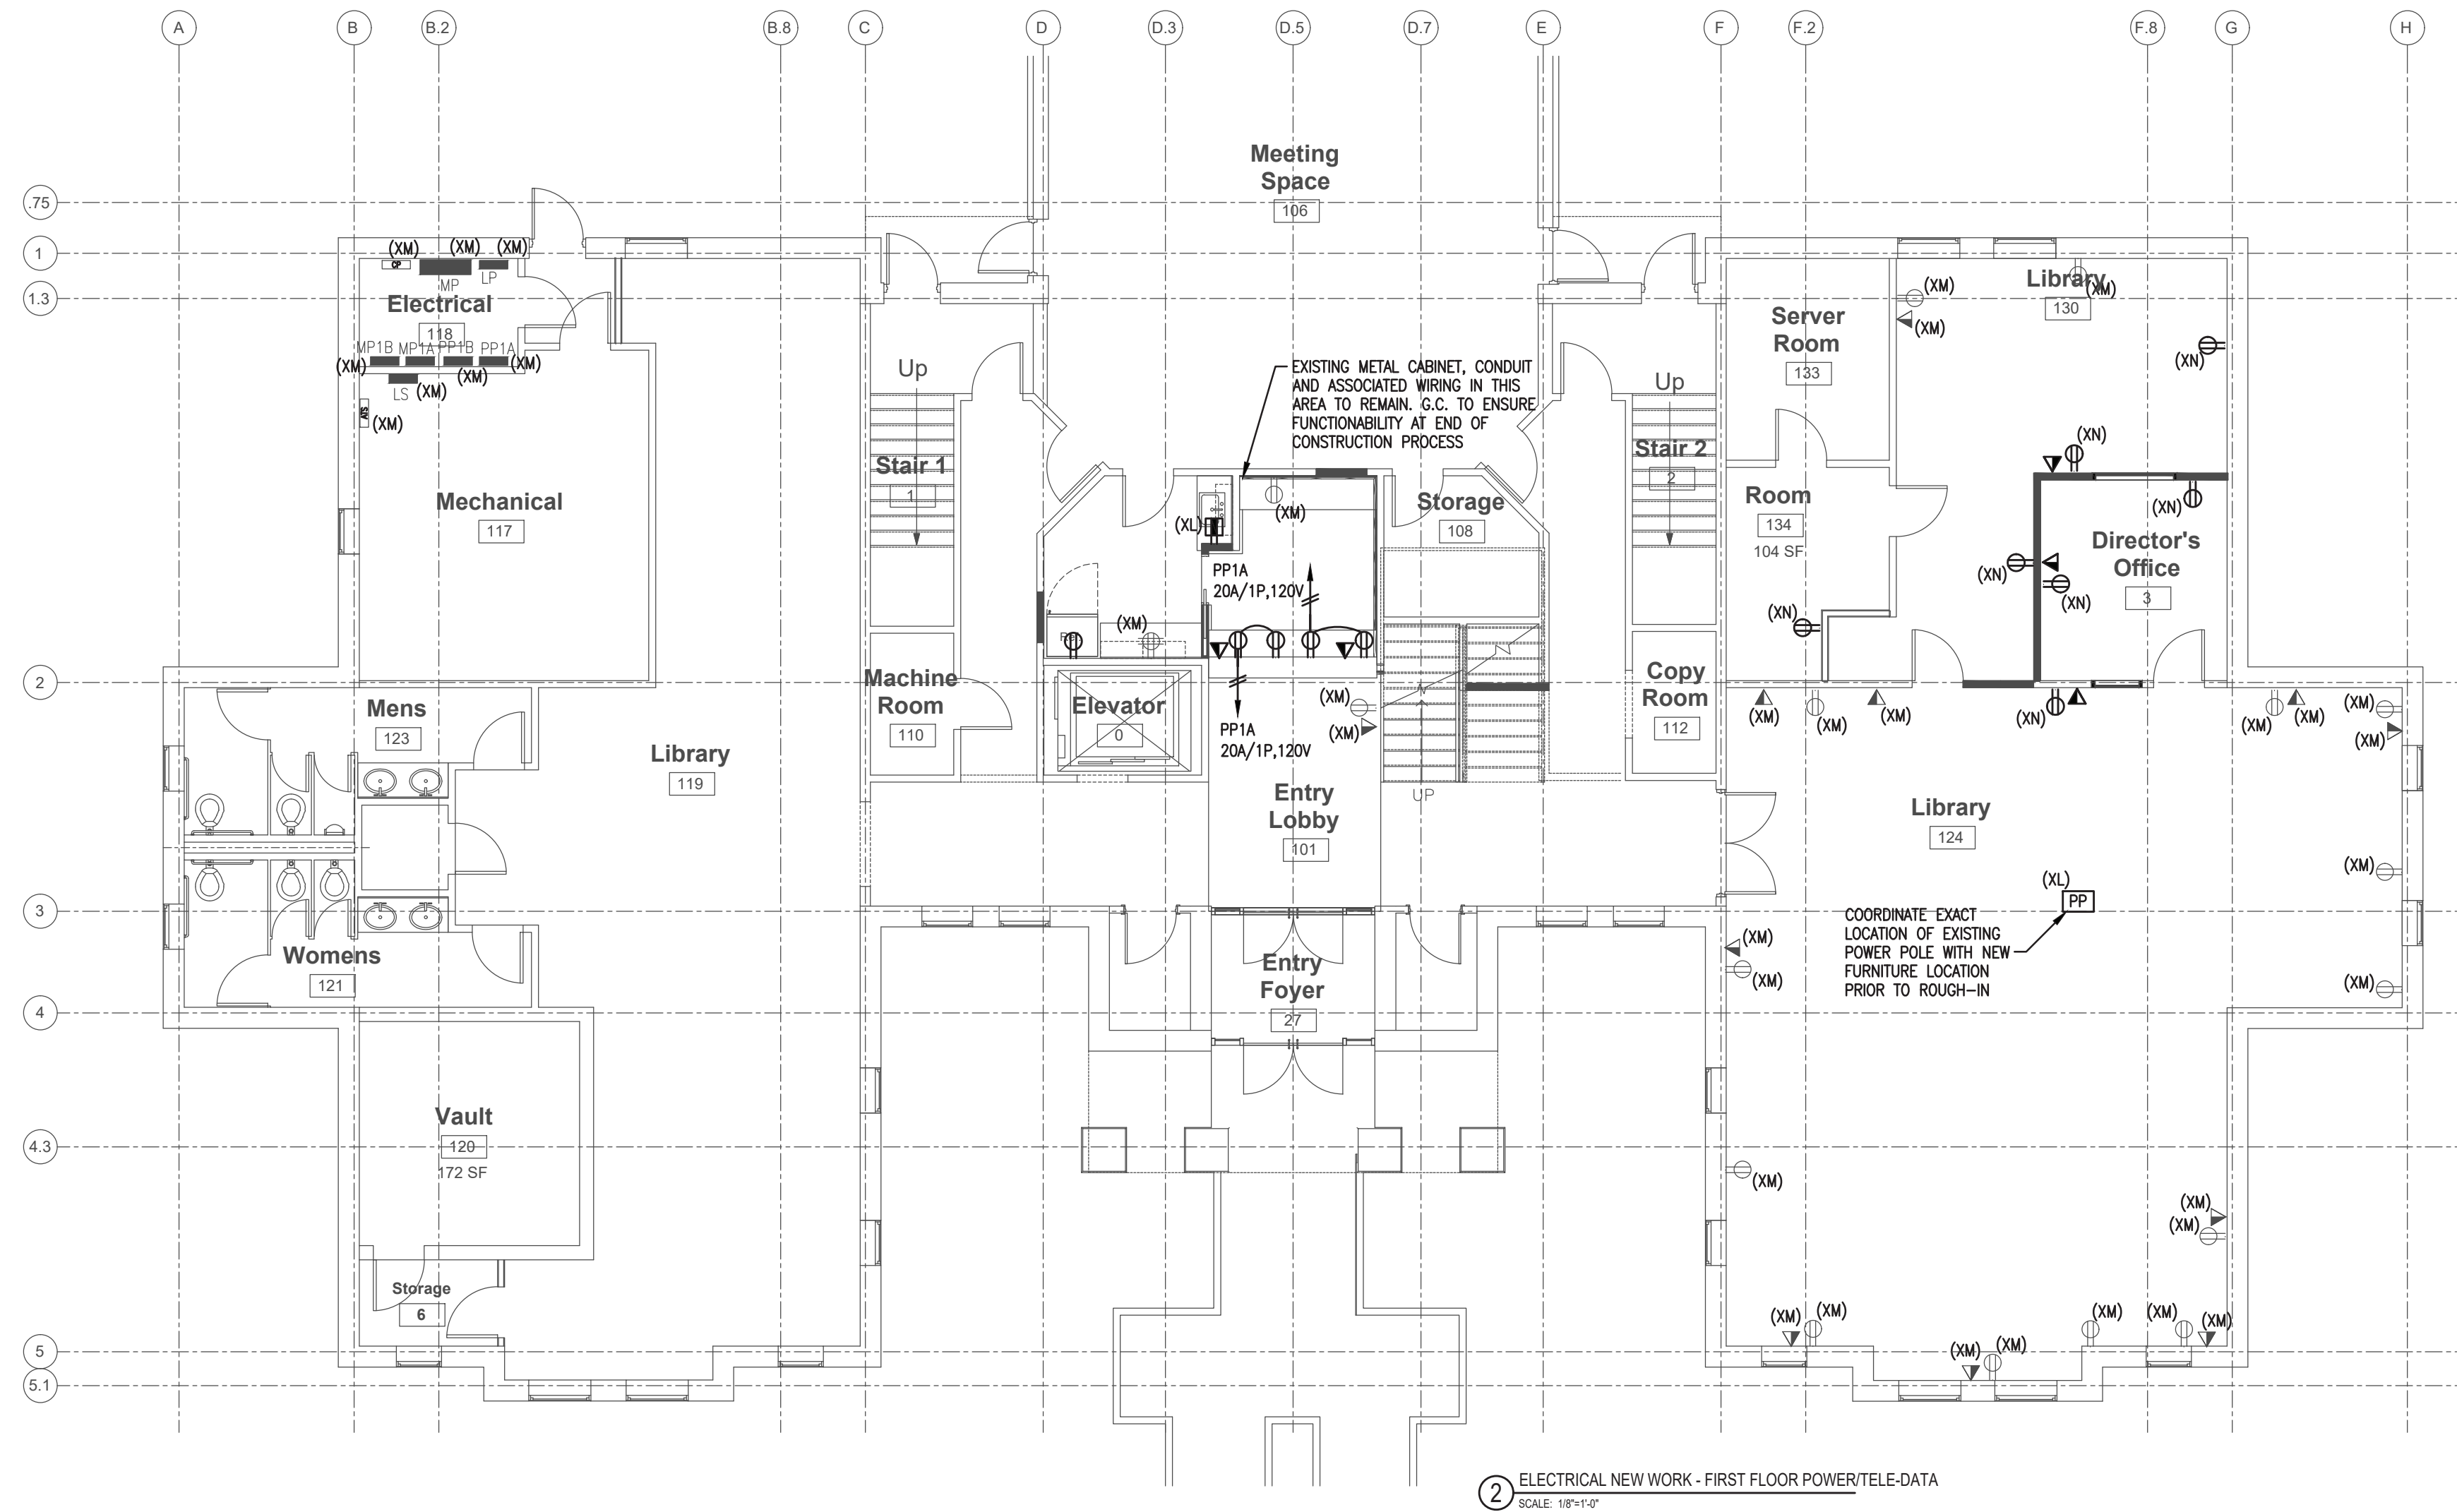 A B B.2 B.8 C D D.3 D.5 D.7 E F F.2 F.8 G H
.75
1
1.3
2
3
4
4.3
5
5.1
Meeting
Space
106
(XM) (XM) (XM)
CP
MP
LP
Electrical
118
MP1B MP1A PP1B PP1A
(XM)
(XM)
(XM)
LS (XM)
ATS
(XM)
Mechanical
117
Up
Stair 1
1
EXISTING METAL CABINET, CONDUIT
AND ASSOCIATED WIRING IN THIS
AREA TO REMAIN. G.C. TO ENSURE
FUNCTIONABILITY AT END OF
CONSTRUCTION PROCESS
Up
Stair 2
2
Server
Room
133
(XM)
(XM)
Library
(XM)
130
(XN)
(XN)
Room
134
104 SF
(XN)
Director's
Office
3
(XN)
(XN)
(XN)
(XL)
(XM)
Storage
108
PP1A
20A/1P,120V
Ref.
(XM)
Machine
Room
110
Elevator
0
PP1A
20A/1P,120V
(XM)
(XM)
UP
Copy
Room
112
Mens
123
Library
119
Entry
Lobby
101
(XM)
(XM)
(XM)
(XN)
(XM)
(XM)
(XM)
(XM)
Library
124
(XM)
(XL)
PP
COORDINATE EXACT
LOCATION OF EXISTING
POWER POLE WITH NEW
FURNITURE LOCATION
PRIOR TO ROUGH-IN
(XM)
(XM)
(XM)
Womens
121
Entry
Foyer
27
Vault
120
172 SF
(XM)
(XM)
(XM)
Storage
6
(XM)
(XM)
(XM)
(XM)
(XM)
(XM)
(XM)
2
ELECTRICAL NEW WORK - FIRST FLOOR POWER/TELE-DATA
SCALE: 1/8"=1'-0"